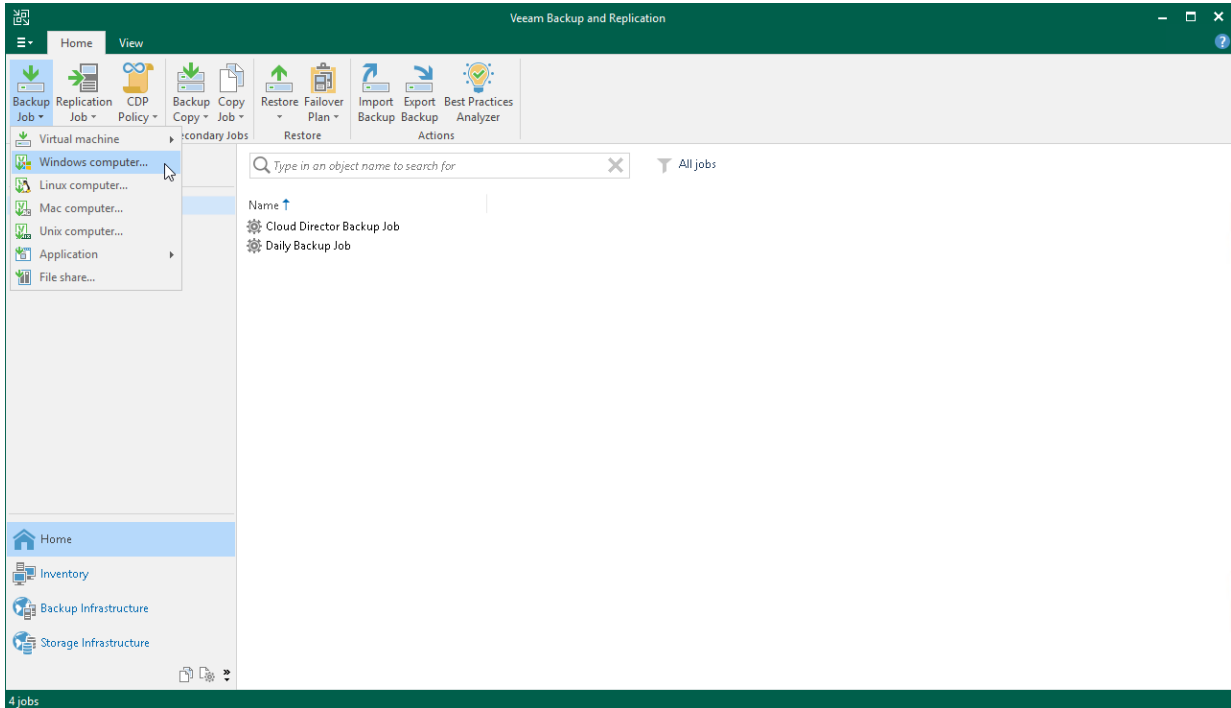 Veeam Backup and Replication
Home View
Backup Job
Replication Job
CDP Policy
Backup Copy
Copy Job
Restore
Failover Plan
Import Backup
Export Backup
Best Practices Analyzer
econdary Jobs
Restore
Actions
Virtual machine
Windows computer...
Linux computer...
Mac computer...
Unix computer...
Application
File share...
Type in an object name to search for
All jobs
Name
Cloud Director Backup Job
Daily Backup Job
Home
Inventory
Backup Infrastructure
Storage Infrastructure
4 jobs